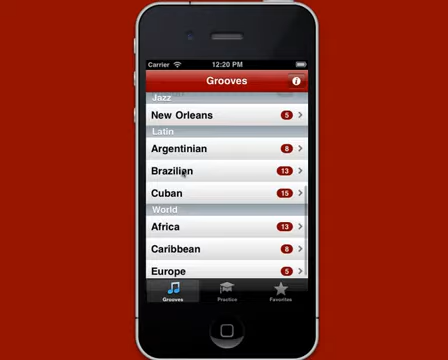 Carrier 12:20 PM
Grooves
Jazz
New Orleans 5
Latin
Argentinian 8
Brazilian 13
Cuban 15
World
Africa 13
Caribbean 8
Europe 5
Grooves Practice Favorites